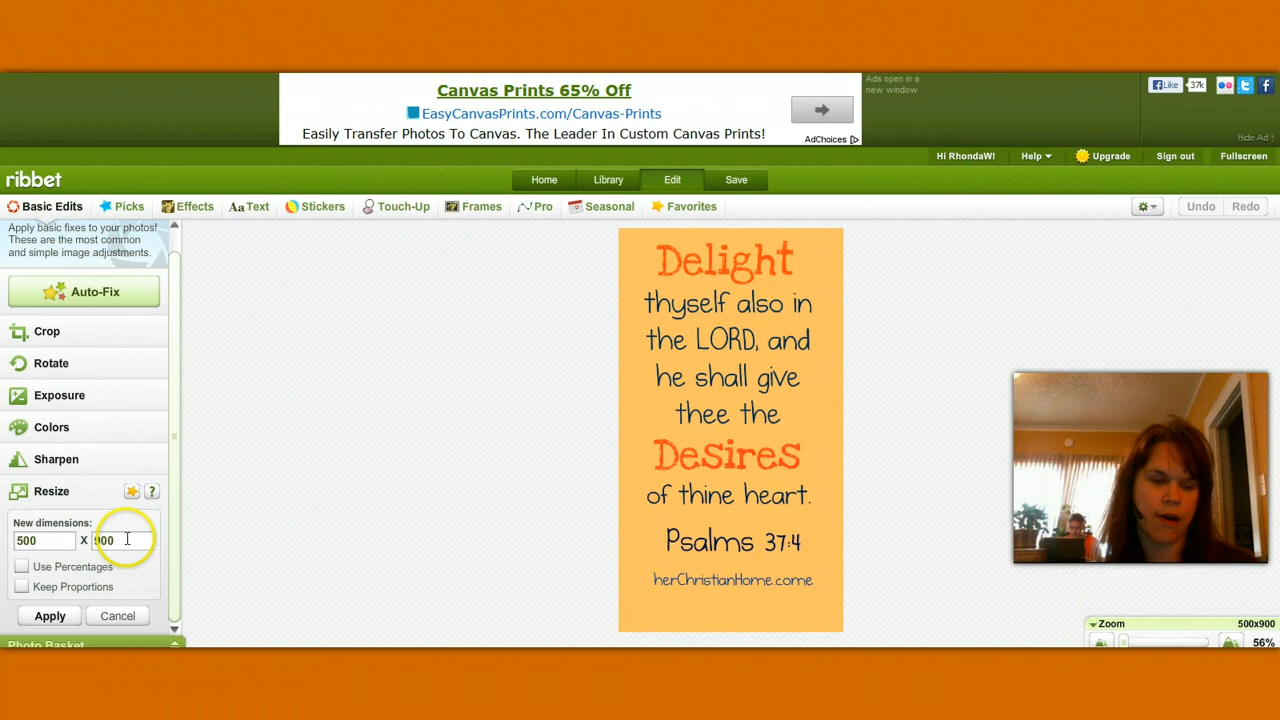 Canvas Prints 65% Off
EasyCanvasPrints.com/Canvas-Prints
Easily Transfer Photos To Canvas. The Leader In Custom Canvas Prints!
AdChoices
Ads open in a
new window
Like 37k
Hide Ad ↑
Hi RhondaW! Help Upgrade Sign out Fullscreen
ribbet
Home Library Edit Save
Basic Edits Picks Effects Aa Text Stickers Touch-Up Frames Pro Seasonal Favorites Undo Redo
Apply basic fixes to your photos!
These are the most common
and simple image adjustments.
Auto-Fix
Crop
Rotate
Exposure
Colors
Sharpen
Resize ?
New dimensions:
500 X 900
Use Percentages
Keep Proportions
Apply Cancel
Photo Basket
Delight
thyself also in
the LORD, and
he shall give
thee the
Desires
of thine heart.
Psalms 37:4
herChristianHome.come
Zoom 500x900
56%